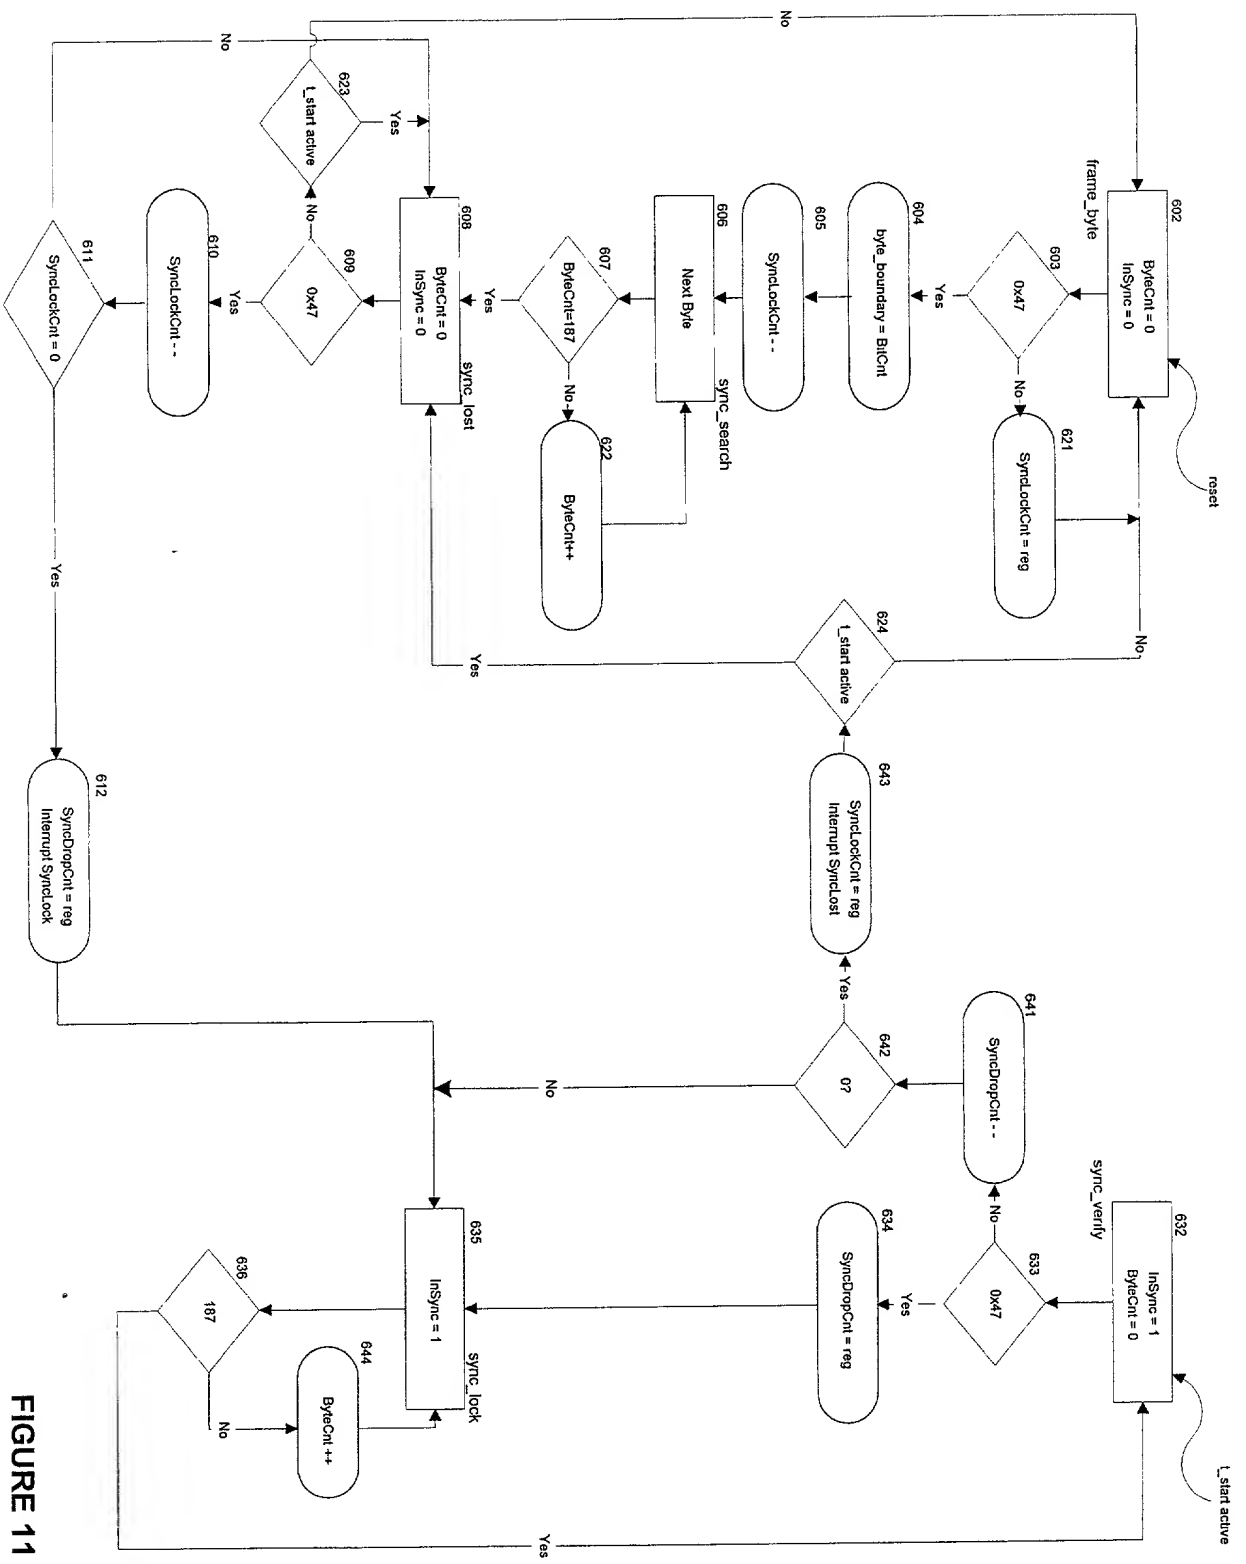 reset
602
ByteCnt = 0
InSync = 0
frame_byte
603
0x47
No
Yes
621
SyncLockCnt = reg
604
byte_boundary = BitCnt
605
SyncLockCnt - -
606
Next Byte
sync_search
607
ByteCnt=187
No
Yes
622
ByteCnt++
608
ByteCnt = 0
InSync = 0
sync_lost
609
0x47
No
Yes
623
t_start active
Yes
No
610
SyncLockCnt - -
611
SyncLockCnt = 0
No
Yes
612
SyncDropCnt = reg
Interrupt SyncLock
624
t_start active
No
Yes
643
SyncLockCnt = reg
Interrupt SyncLost
642
0?
Yes
No
641
SyncDropCnt - -
t_start active
632
InSync = 1
ByteCnt = 0
sync_verify
633
0x47
No
Yes
634
SyncDropCnt = reg
635
InSync = 1
sync_lock
636
187
No
Yes
644
ByteCnt ++
FIGURE 11